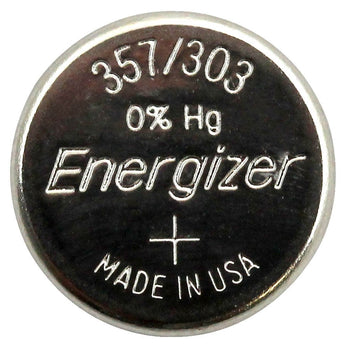 357/303
0% Hg
Energizer
+
MADE IN USA